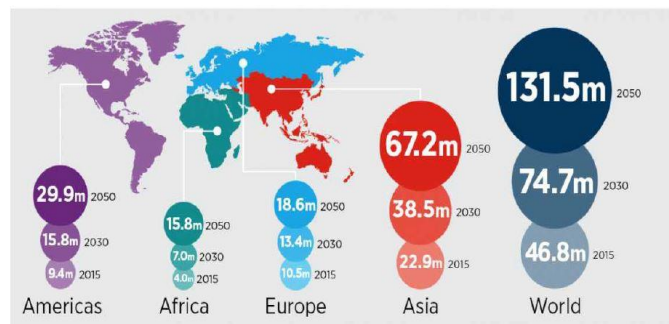 131.5m 2050
67.2m 2050
29.9m 2050
15.8m 2050
18.6m 2050
38.5m 2030
74.7m 2030
15.8m 2030
7.0m 2030
13.4m 2030
22.9m 2015
46.8m 2015
9.4m 2015
4.0m 2015
10.5m 2015
Americas
Africa
Europe
Asia
World